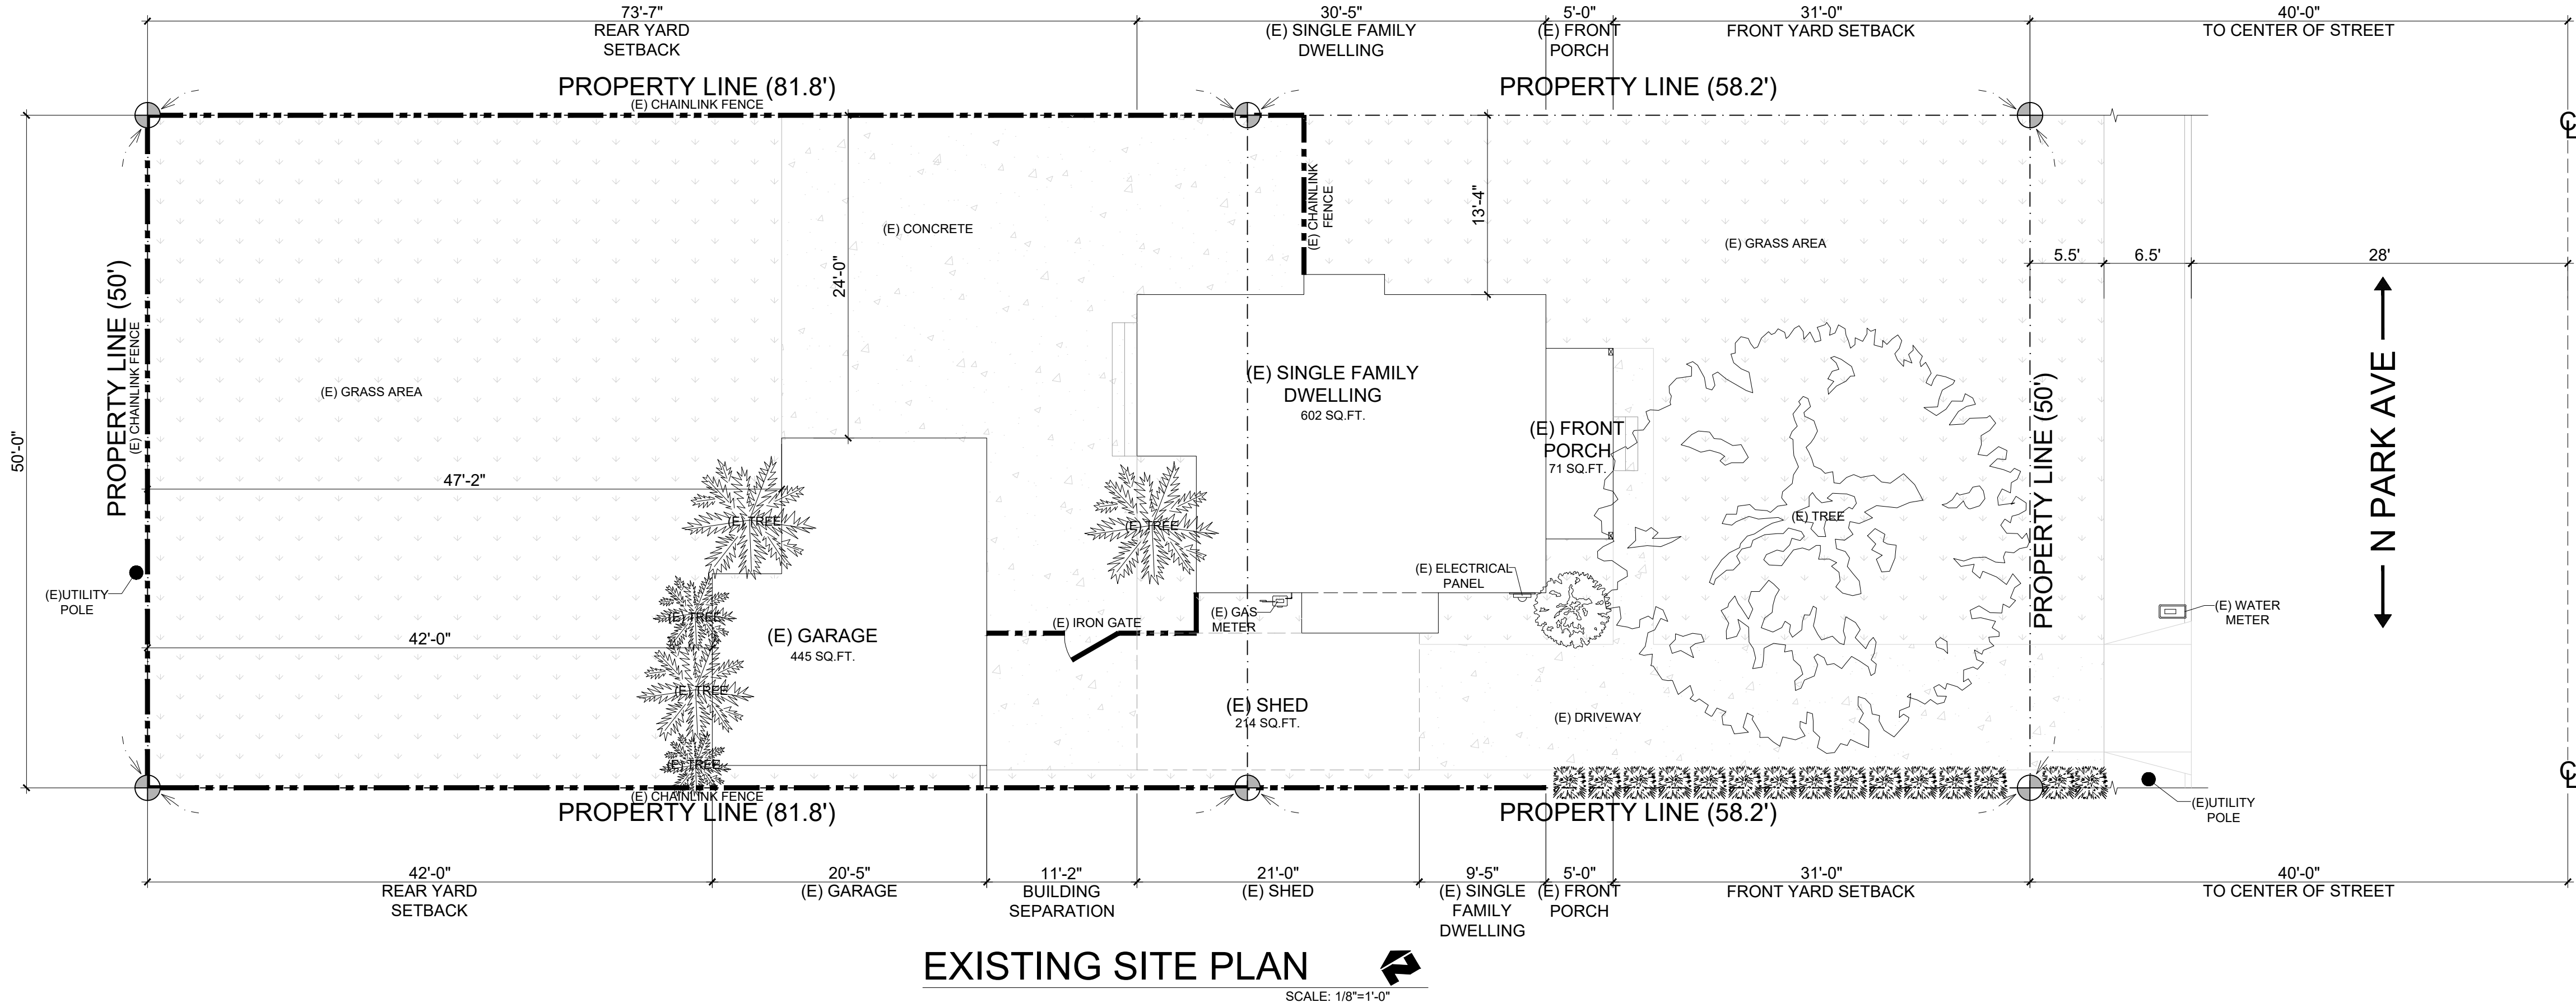 73'-7"
REAR YARD
SETBACK
30'-5"
(E) SINGLE FAMILY
DWELLING
5'-0"
(E) FRONT
PORCH
31'-0"
FRONT YARD SETBACK
40'-0"
TO CENTER OF STREET
PROPERTY LINE (81.8')
(E) CHAINLINK FENCE
PROPERTY LINE (58.2')
CL
(E) CHAINLINK
FENCE
13'-4"
(E) CONCRETE
(E) GRASS AREA
24'-0"
5.5'
6.5'
28'
PROPERTY LINE (50')
(E) CHAINLINK FENCE
(E) GRASS AREA
(E) SINGLE FAMILY
DWELLING
602 SQ.FT.
(E) FRONT
PORCH
71 SQ.FT.
50'-0"
47'-2"
(E) TREE
(E) TREE
(E) TREE
PROPERTY LINE (50')
N PARK AVE
(E)UTILITY
POLE
(E) ELECTRICAL
PANEL
(E) TREE
(E) IRON GATE
(E) GAS
METER
(E) WATER
METER
42'-0"
(E) GARAGE
445 SQ.FT.
(E) TREE
(E) SHED
214 SQ.FT.
(E) DRIVEWAY
(E) TREE
CL
(E) CHAINLINK FENCE
PROPERTY LINE (81.8')
PROPERTY LINE (58.2')
(E)UTILITY
POLE
42'-0"
REAR YARD
SETBACK
20'-5"
(E) GARAGE
11'-2"
BUILDING
SEPARATION
21'-0"
(E) SHED
9'-5"
(E) SINGLE
FAMILY
DWELLING
5'-0"
(E) FRONT
PORCH
31'-0"
FRONT YARD SETBACK
40'-0"
TO CENTER OF STREET
EXISTING SITE PLAN
SCALE: 1/8"=1'-0"